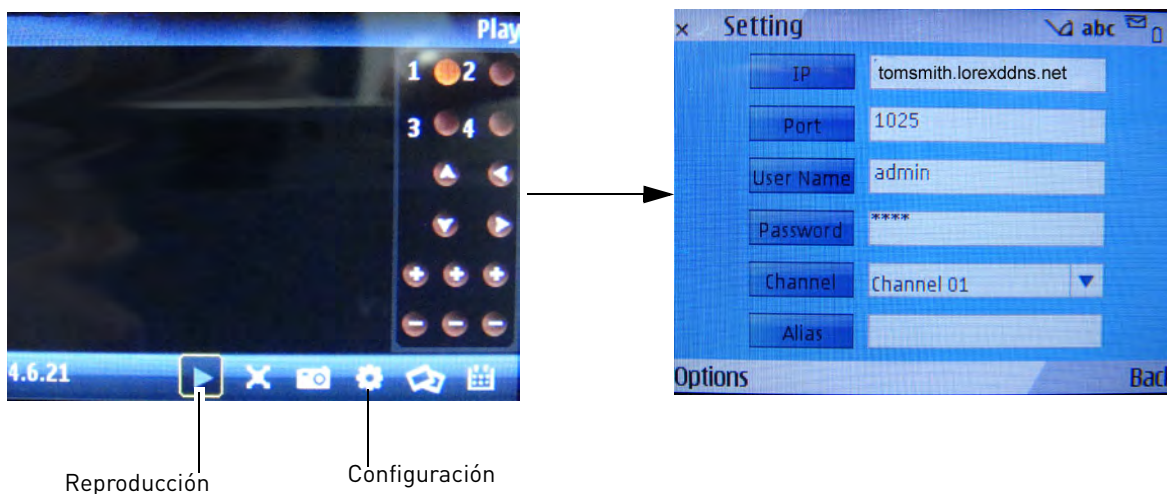 Play
1 2
3 4
4.6.21
Reproducción
Configuración
× Setting
abc
IP
tomsmith.lorexddns.net
Port
1025
User Name
admin
Password
****
Channel
Channel 01
Alias
Options
Back